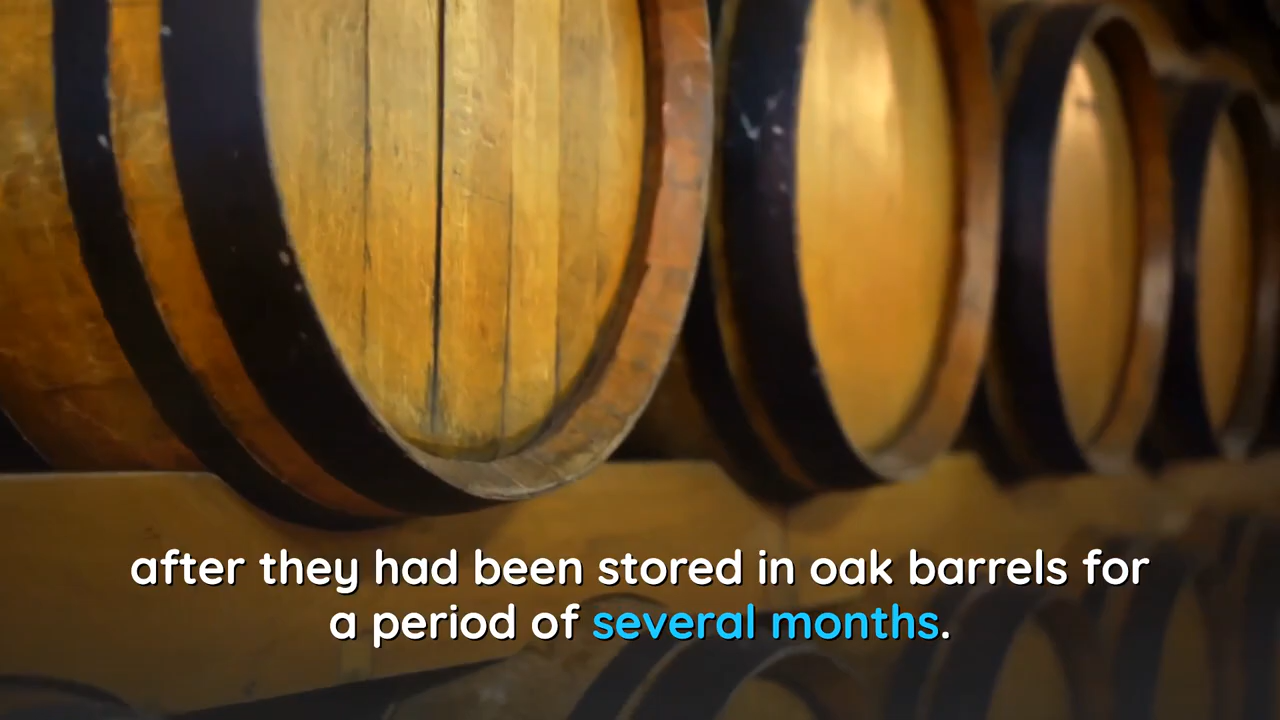 after they had been stored in oak barrels for
a period of several months.